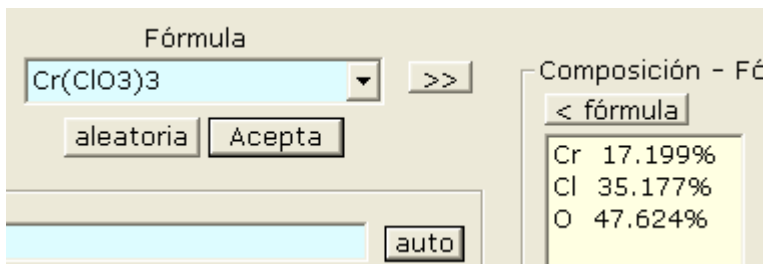 Fórmula
Cr(ClO3)3
>>
aleatoria Acepta
auto
Composición - Fó
< fórmula
Cr 17.199%
Cl 35.177%
O 47.624%